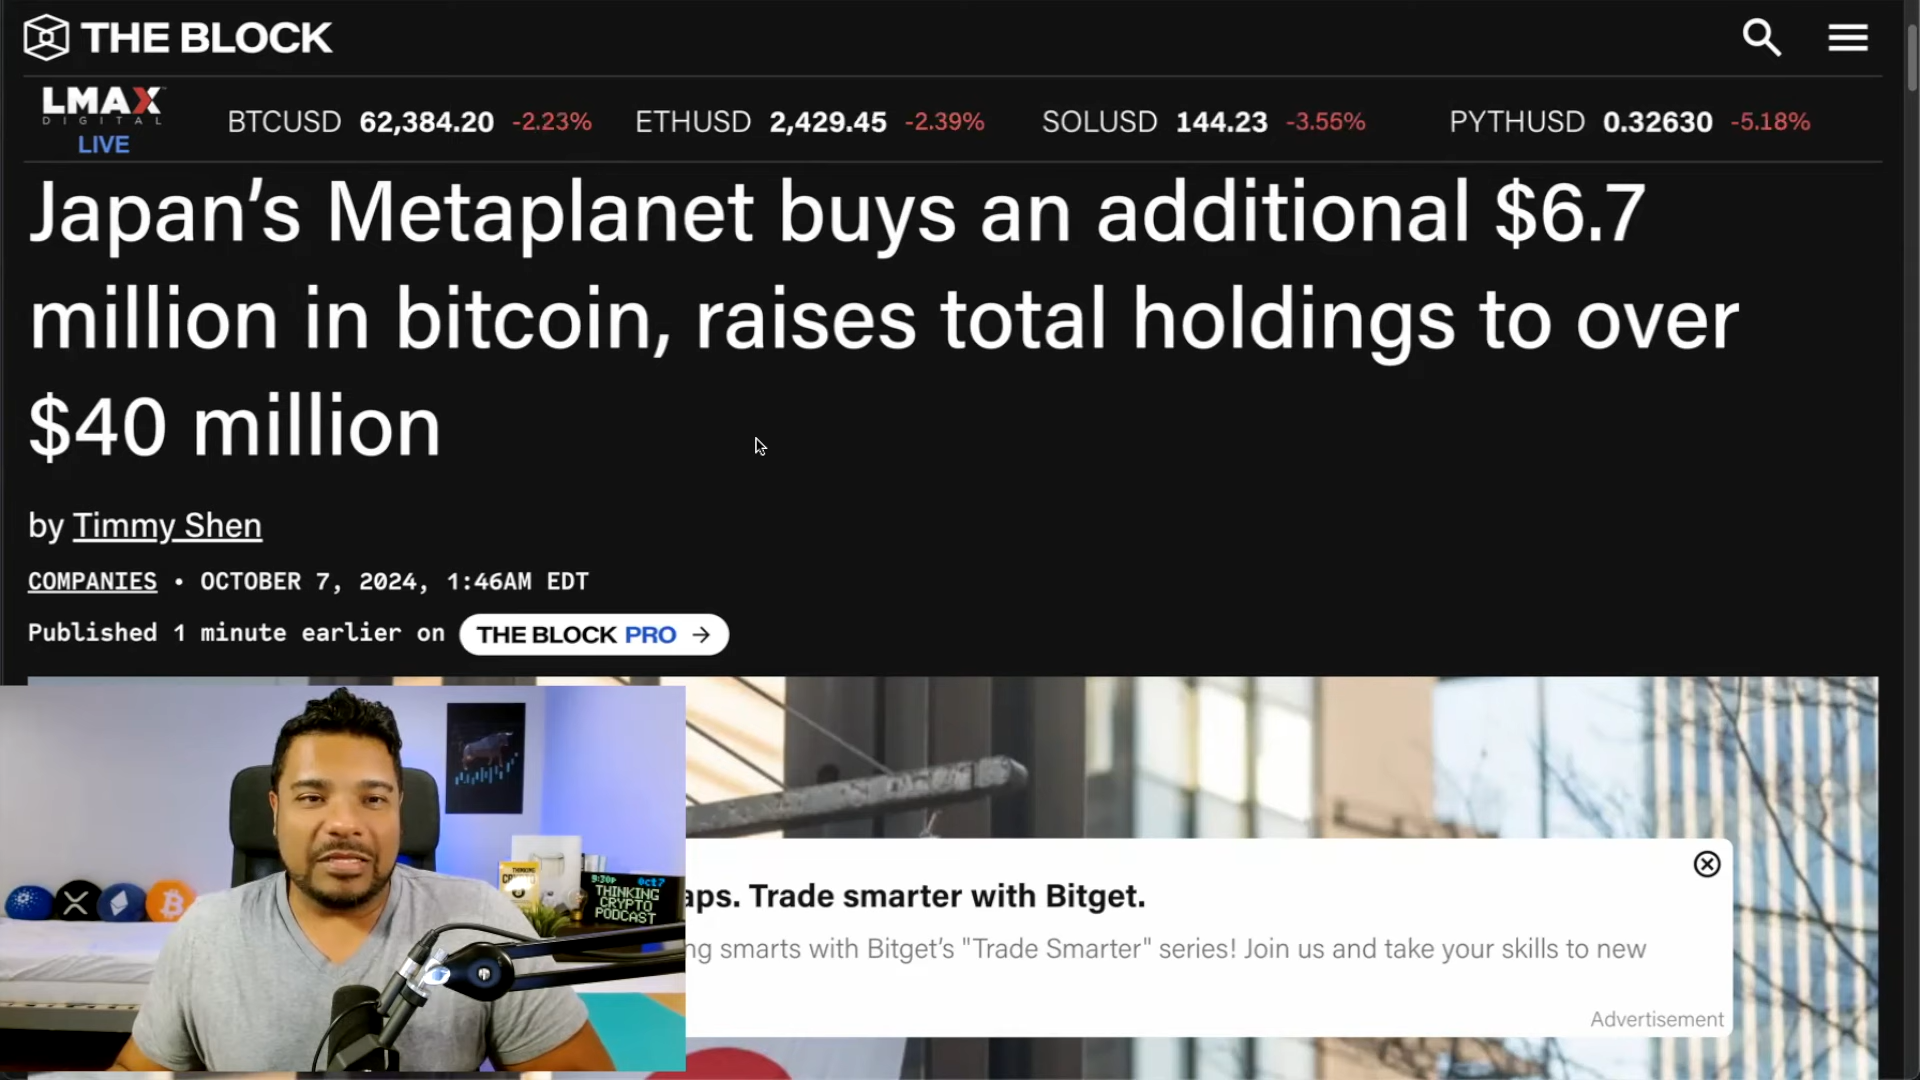 THE BLOCK
LMAX
DIGITAL
LIVE
BTCUSD 62,384.20 -2.23% ETHUSD 2,429.45 -2.39% SOLUSD 144.23 -3.55% PYTHUSD 0.32630 -5.18%
Japan’s Metaplanet buys an additional $6.7
million in bitcoin, raises total holdings to over
$40 million
by Timmy Shen
COMPANIES • OCTOBER 7, 2024, 1:46AM EDT
Published 1 minute earlier on THE BLOCK PRO →
aps. Trade smarter with Bitget.
ng smarts with Bitget’s "Trade Smarter" series! Join us and take your skills to new
Advertisement
9:30p Oct7
THINKING
CRYPTO
PODCAST